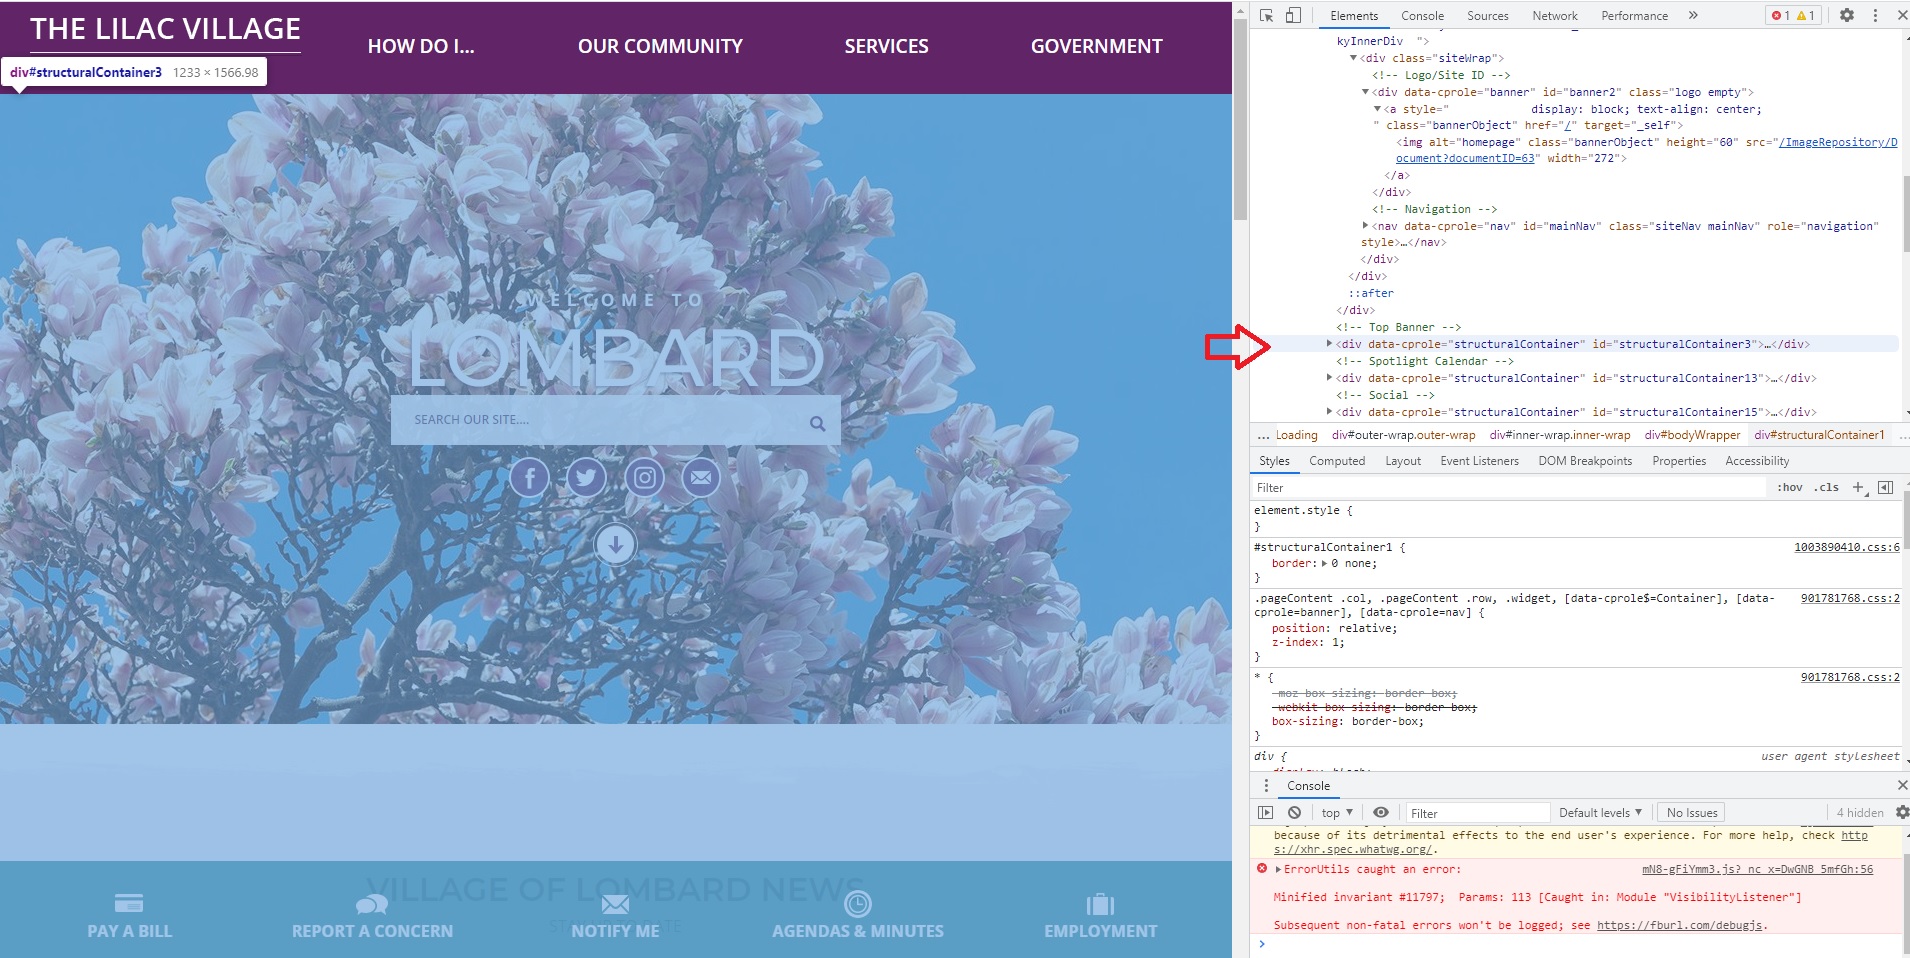 THE LILAC VILLAGE
HOW DO I...
OUR COMMUNITY
SERVICES
GOVERNMENT
div#structuralContainer3 1233 × 1566.98
WELCOME TO
LOMBARD
SEARCH OUR SITE....
VILLAGE OF LOMBARD NEWS
PAY A BILL
REPORT A CONCERN
NOTIFY ME
AGENDAS & MINUTES
EMPLOYMENT
Elements Console Sources Network Performance » 1 1
kyInnerDiv ">
<div class="siteWrap">
<!-- Logo/Site ID -->
<div data-cprole="banner" id="banner2" class="logo empty">
<a style=" display: block; text-align: center;
" class="bannerObject" href="/" target="_self">
<img alt="homepage" class="bannerObject" height="60" src="/ImageRepository/D
ocument?documentID=63" width="272">
</a>
</div>
<!-- Navigation -->
<nav data-cprole="nav" id="mainNav" class="siteNav mainNav" role="navigation"
style>…</nav>
</div>
</div>
::after
</div>
<!-- Top Banner -->
<div data-cprole="structuralContainer" id="structuralContainer3">…</div>
<!-- Spotlight Calendar -->
<div data-cprole="structuralContainer" id="structuralContainer13">…</div>
<!-- Social -->
<div data-cprole="structuralContainer" id="structuralContainer15">…</div>
... Loading div#outer-wrap.outer-wrap div#inner-wrap.inner-wrap div#bodyWrapper div#structuralContainer1 ...
Styles Computed Layout Event Listeners DOM Breakpoints Properties Accessibility
Filter :hov .cls +
element.style {
}
#structuralContainer1 { 1003890410.css:6
border: 0 none;
}
.pageContent .col, .pageContent .row, .widget, [data-cprole$=Container], [data- 901781768.css:2
cprole=banner], [data-cprole=nav] {
position: relative;
z-index: 1;
}
* { 901781768.css:2
-moz-box-sizing: border-box;
-webkit-box-sizing: border-box;
box-sizing: border-box;
}
div { user agent stylesheet
display: block;
Console
top Filter Default levels No Issues 4 hidden
because of its detrimental effects to the end user's experience. For more help, check http
s://xhr.spec.whatwg.org/.
ErrorUtils caught an error: mN8-gFiYmm3.js?_nc_x=DwGNB_5mfGh:56
Minified invariant #11797; Params: 113 [Caught in: Module "VisibilityListener"]
Subsequent non-fatal errors won't be logged; see https://fburl.com/debugjs.